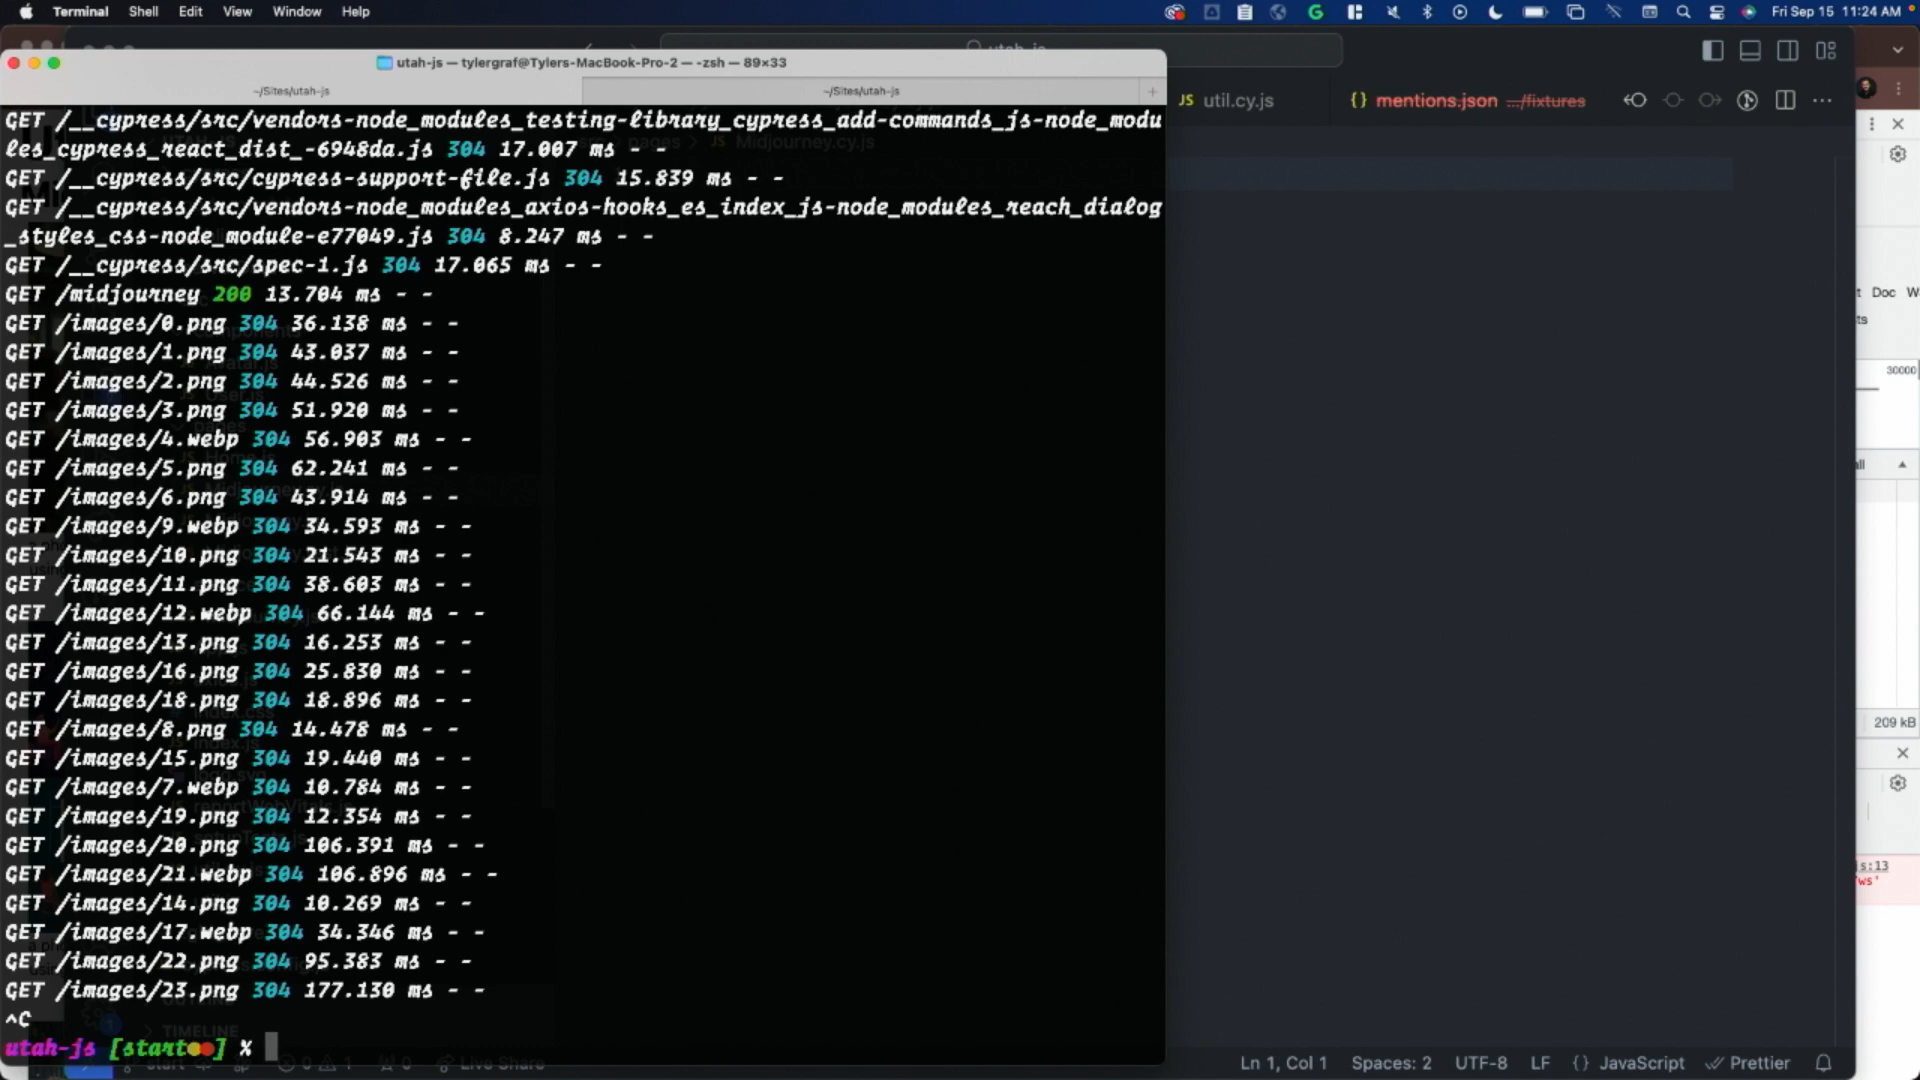 Terminal Shell Edit View Window Help Fri Sep 15 11:24 AM
utah-js — tylergraf@Tylers-MacBook-Pro-2 — -zsh — 89×33
~/Sites/utah-js ~/Sites/utah-js
util.cy.js mentions.json .../fixtures
GET /__cypress/src/vendors-node_modules_testing-library_cypress_add-commands_js-node_modu
les_cypress_react_dist_-6948da.js 304 17.007 ms - -
GET /__cypress/src/cypress-support-file.js 304 15.839 ms - -
GET /__cypress/src/vendors-node_modules_axios-hooks_es_index_js-node_modules_reach_dialog
_styles_css-node_module-e77049.js 304 8.247 ms - -
GET /__cypress/src/spec-1.js 304 17.065 ms - -
GET /midjourney 200 13.704 ms - -
GET /images/0.png 304 36.138 ms - -
GET /images/1.png 304 43.037 ms - -
GET /images/2.png 304 44.526 ms - -
GET /images/3.png 304 51.920 ms - -
GET /images/4.webp 304 56.903 ms - -
GET /images/5.png 304 62.241 ms - -
GET /images/6.png 304 43.914 ms - -
GET /images/9.webp 304 34.593 ms - -
GET /images/10.png 304 21.543 ms - -
GET /images/11.png 304 38.603 ms - -
GET /images/12.webp 304 66.144 ms - -
GET /images/13.png 304 16.253 ms - -
GET /images/16.png 304 25.830 ms - -
GET /images/18.png 304 18.896 ms - -
GET /images/8.png 304 14.478 ms - -
GET /images/15.png 304 19.440 ms - -
GET /images/7.webp 304 10.784 ms - -
GET /images/19.png 304 12.354 ms - -
GET /images/20.png 304 106.391 ms - -
GET /images/21.webp 304 106.896 ms - -
GET /images/14.png 304 10.269 ms - -
GET /images/17.webp 304 34.346 ms - -
GET /images/22.png 304 95.383 ms - -
GET /images/23.png 304 177.130 ms - -
^C
utah-js [start] %
Doc
30000
209 kB
js:13
'ws'
TIMELINE
Live Share
Ln 1, Col 1 Spaces: 2 UTF-8 LF {} JavaScript Prettier